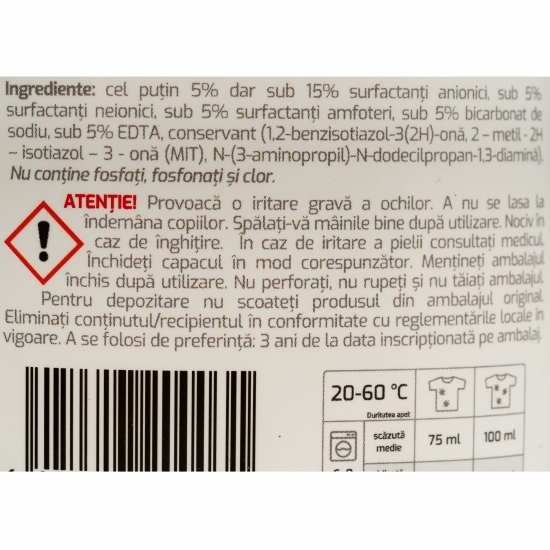 Ingrediente: cel puțin 5% dar sub 15% surfactanți anionici, sub 5%
surfactanți neionici, sub 5% surfactanți amfoteri, sub 5% bicarbonat de
sodiu, sub 5% EDTA, conservant (1,2-benzisotiazol-3(2H)-onă, 2 – metil - 2H
– isotiazol – 3 - onă (MIT), N-(3-aminopropil)-N-dodecilpropan-1,3-diamină).
Nu conține fosfați, fosfonați și clor.
ATENȚIE! Provoacă o iritare gravă a ochilor. A nu se lasa la
îndemâna copiilor. Spălați-vă mâinile bine după utilizare. Nociv în
caz de înghițire. În caz de iritare a pielii consultați medicul.
Închideți capacul în mod corespunzător. Mențineți ambalajul
închis după utilizare. Nu perforați, nu rupeți și nu tăiați ambalajul.
Pentru depozitare nu scoateți produsul din ambalajul original.
Eliminați conținutul/recipientul în conformitate cu reglementările locale în
vigoare. A se folosi de preferință: 3 ani de la data inscripționată pe ambalaj.
20-60 °C
Duritatea apei
scăzută
medie
75 ml
100 ml